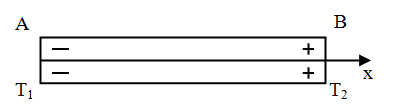 A B
— +
— +
x
T₁ T₂